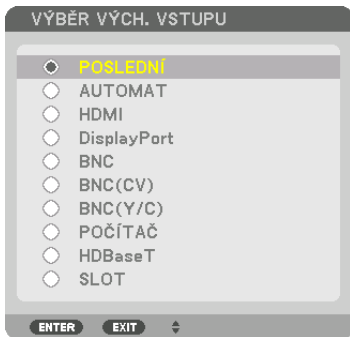 VÝBĚR VÝCH. VSTUPU
POSLEDNÍ
AUTOMAT
HDMI
DisplayPort
BNC
BNC(CV)
BNC(Y/C)
POČÍTAČ
HDBaseT
SLOT
ENTER EXIT